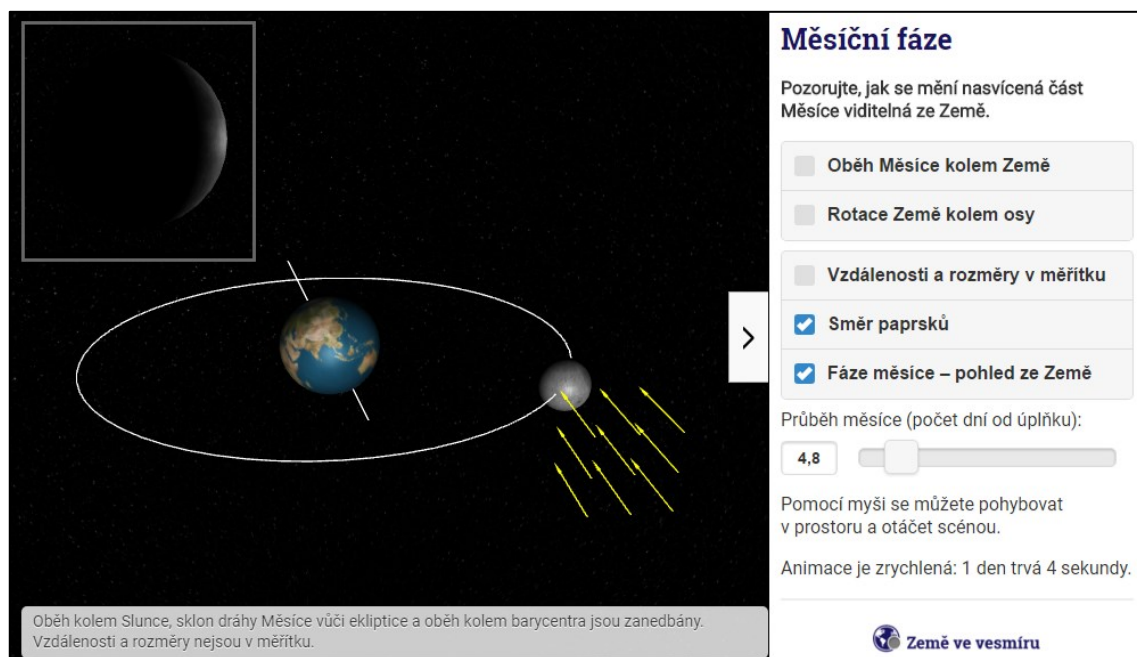 Měsíční fáze
Pozorujte, jak se mění nasvícená část
Měsíce viditelná ze Země.
Oběh Měsíce kolem Země
Rotace Země kolem osy
Vzdálenosti a rozměry v měřítku
Směr paprsků
Fáze měsíce – pohled ze Země
Průběh měsíce (počet dní od úplňku):
4,8
Pomocí myši se můžete pohybovat
v prostoru a otáčet scénou.
Animace je zrychlená: 1 den trvá 4 sekundy.
Země ve vesmíru
Oběh kolem Slunce, sklon dráhy Měsíce vůči ekliptice a oběh kolem barycentra jsou zanedbány.
Vzdálenosti a rozměry nejsou v měřítku.